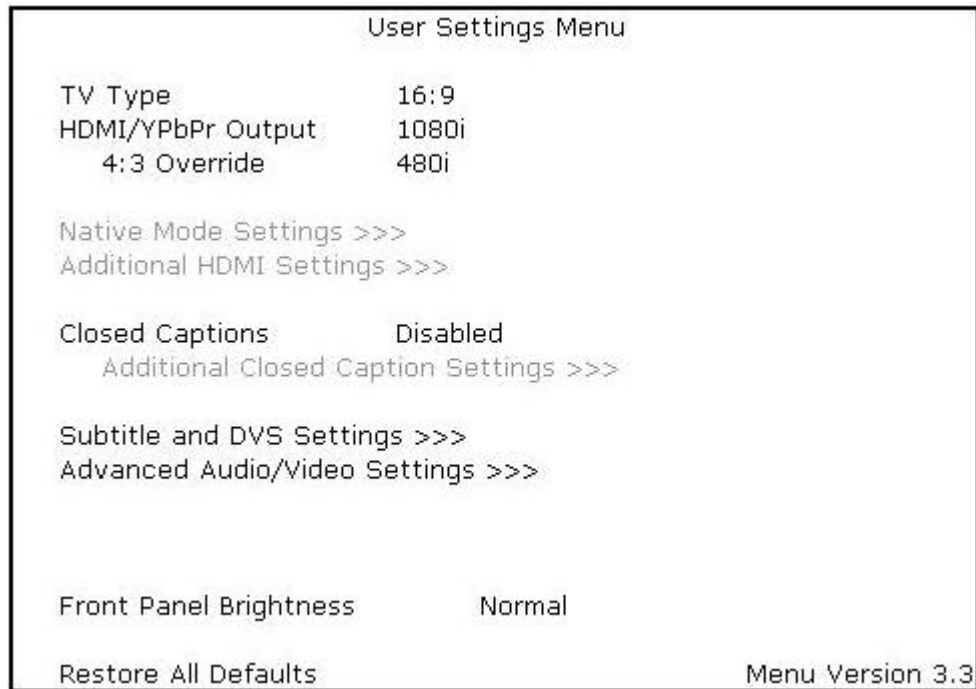 User Settings Menu
TV Type 16:9
HDMI/YPbPr Output 1080i
4:3 Override 480i
Native Mode Settings >>>
Additional HDMI Settings >>>
Closed Captions Disabled
Additional Closed Caption Settings >>>
Subtitle and DVS Settings >>>
Advanced Audio/Video Settings >>>
Front Panel Brightness Normal
Restore All Defaults Menu Version 3.3